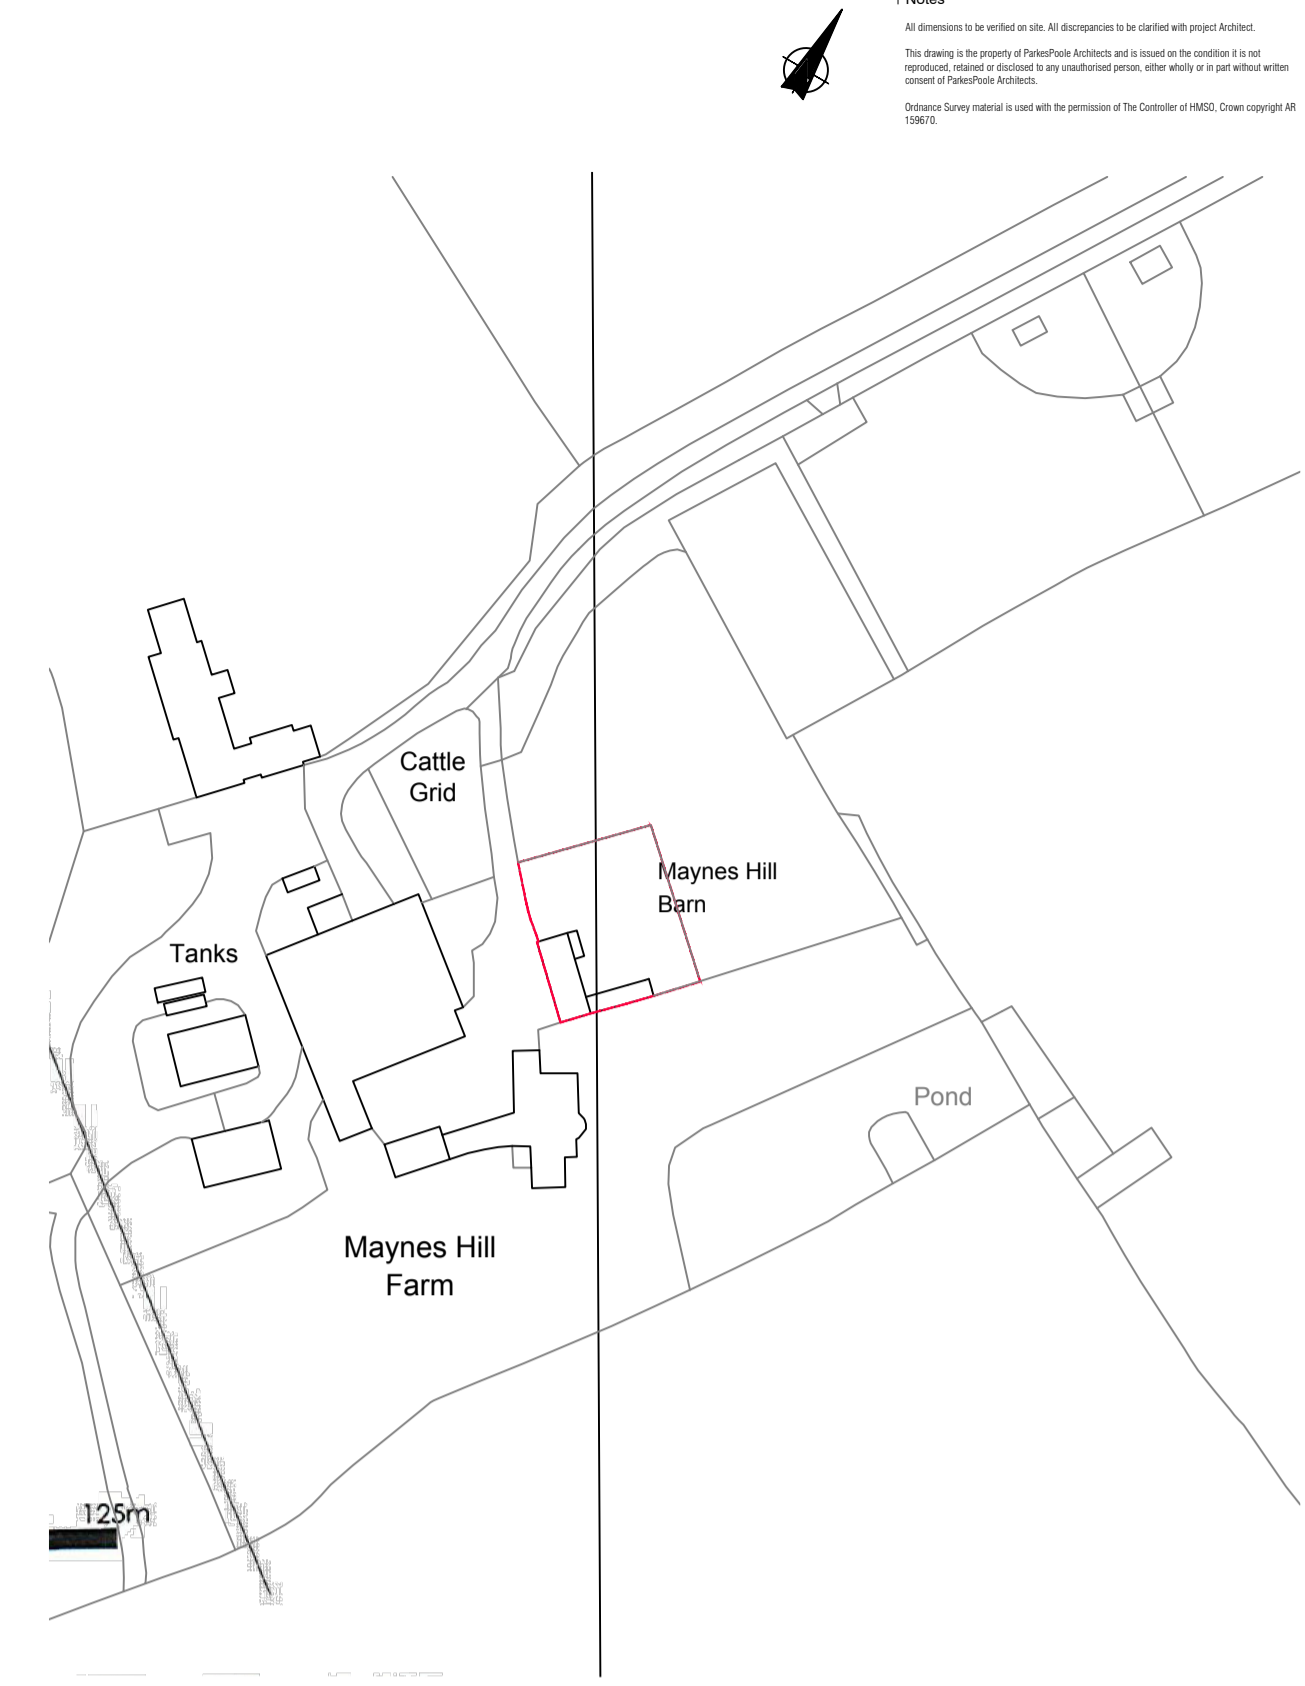 Notes
All dimensions to be verified on site. All discrepancies to be clarified with project Architect.
This drawing is the property of ParkesPoole Architects and is issued on the condition it is not
reproduced, retained or disclosed to any unauthorised person, either wholly or in part without written
consent of ParkesPoole Architects.
Ordnance Survey material is used with the permission of The Controller of HMSO, Crown copyright AR
159670.
Cattle
Grid
Maynes Hill
Barn
Tanks
Pond
Maynes Hill
Farm
125m